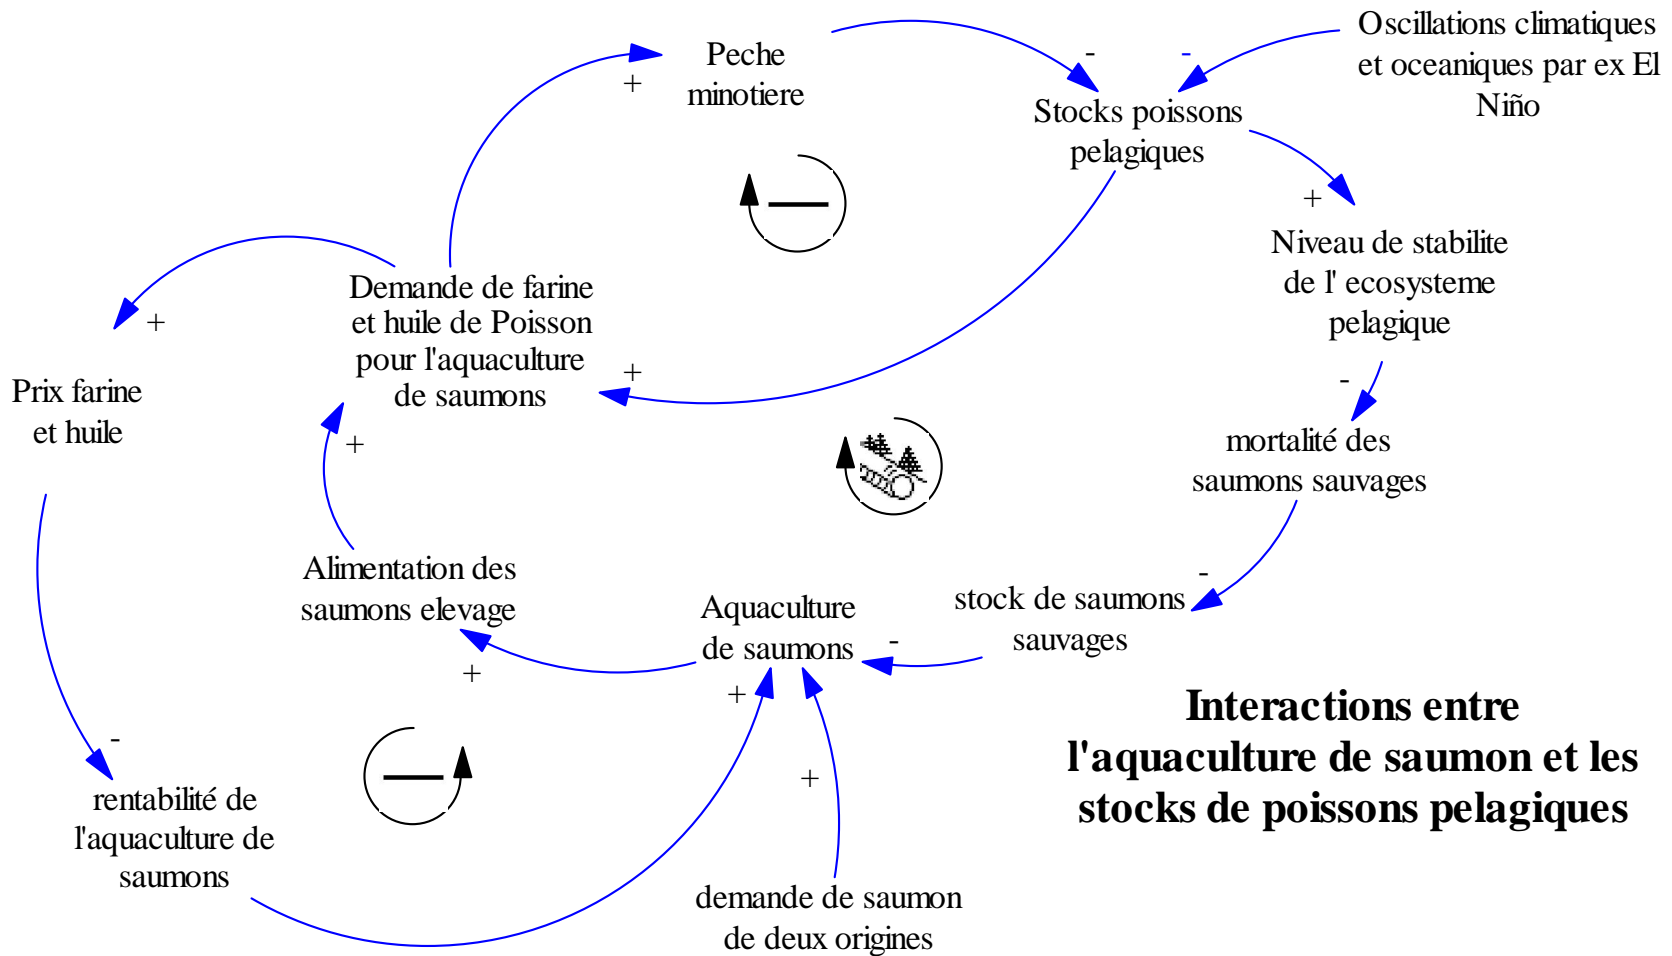 Oscillations climatiques
et oceaniques par ex El
Niño
Peche
minotiere
+
-
-
Stocks poissons
pelagiques
+
Niveau de stabilite
de l' ecosysteme
pelagique
Demande de farine
et huile de Poisson
pour l'aquaculture
de saumons
+
+
-
Prix farine
et huile
+
mortalité des
saumons sauvages
-
Alimentation des
saumons elevage
+
Aquaculture
de saumons
-
stock de saumons
sauvages
+
+
Interactions entre
l'aquaculture de saumon et les
stocks de poissons pelagiques
-
rentabilité de
l'aquaculture de
saumons
demande de saumon
de deux origines